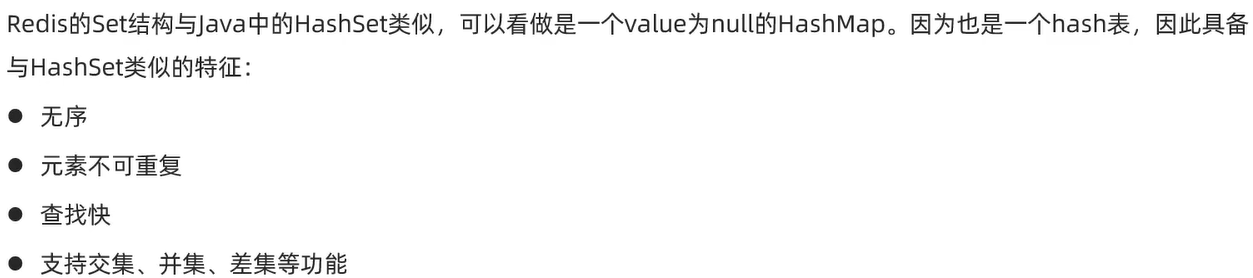 Redis的Set结构与Java中的HashSet类似，可以看做是一个value为null的HashMap。因为也是一个hash表，因此具备
与HashSet类似的特征：
● 无序
● 元素不可重复
● 查找快
● 支持交集、并集、差集等功能